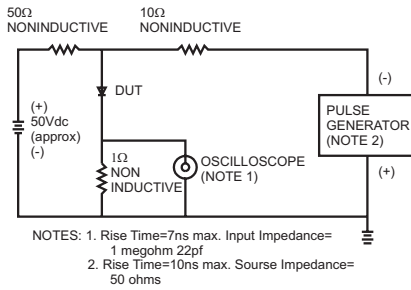 50Ω
NONINDUCTIVE
10Ω
NONINDUCTIVE
(+)
50Vdc
(approx)
(-)
DUT
1Ω
NON
INDUCTIVE
OSCILLOSCOPE
(NOTE 1)
(-)
PULSE
GENERATOR
(NOTE 2)
(+)
NOTES: 1. Rise Time=7ns max. Input Impedance=
1 megohm 22pf
2. Rise Time=10ns max. Sourse Impedance=
50 ohms